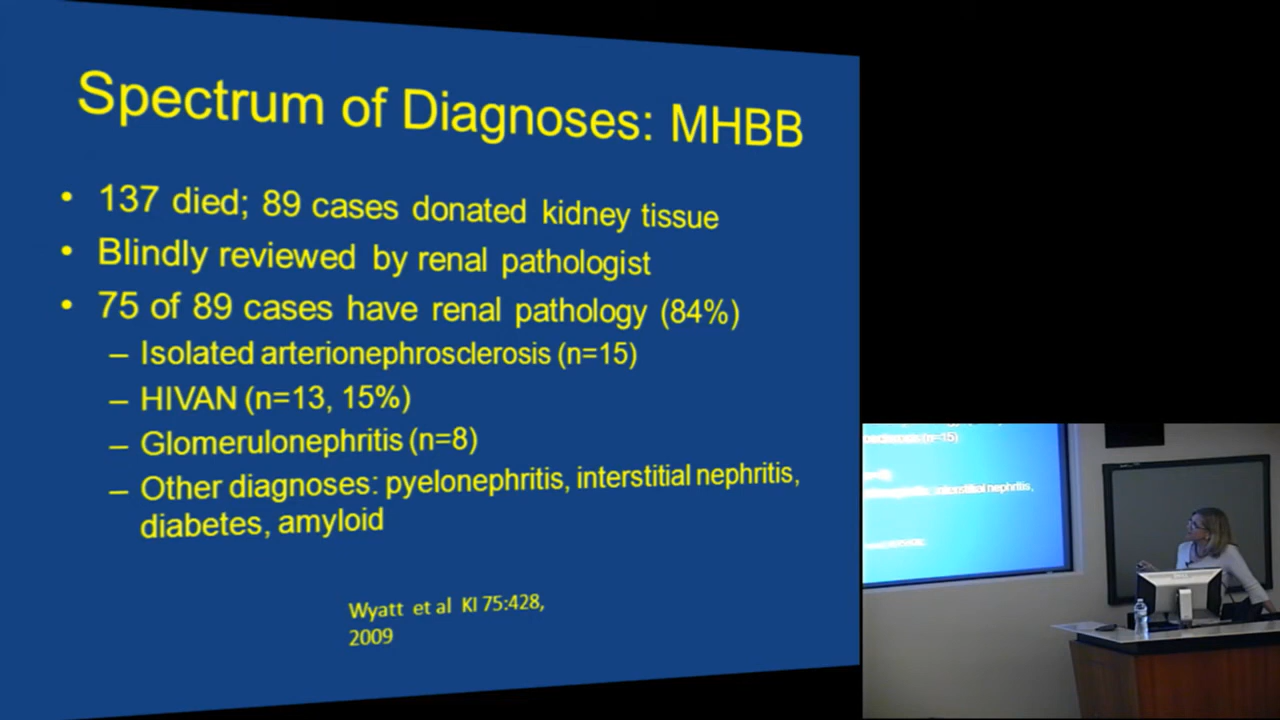 Spectrum of Diagnoses: MHBB
• 137 died; 89 cases donated kidney tissue
• Blindly reviewed by renal pathologist
• 75 of 89 cases have renal pathology (84%)
– Isolated arterionephrosclerosis (n=15)
– HIVAN (n=13, 15%)
– Glomerulonephritis (n=8)
– Other diagnoses: pyelonephritis, interstitial nephritis,
diabetes, amyloid
Wyatt et al KI 75:428,
2009
(n=15)
nephritis,